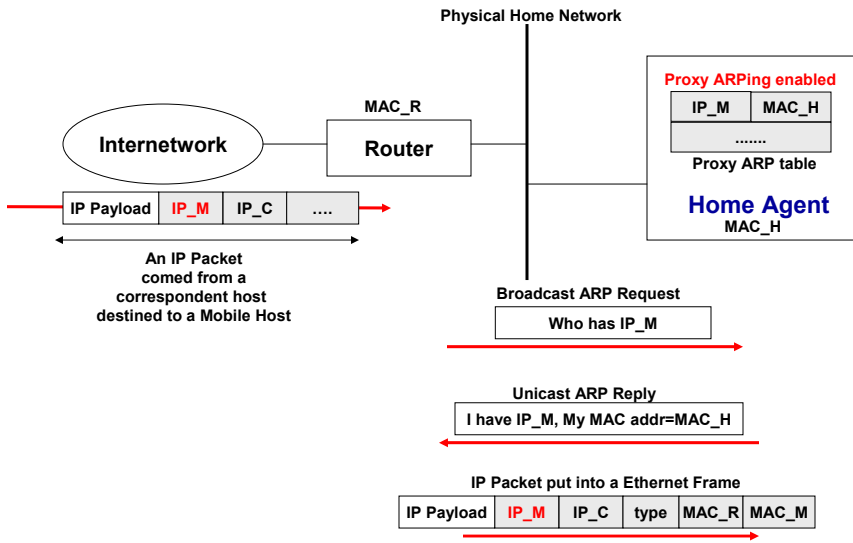 Physical Home Network
Proxy ARPing enabled
IP_M MAC_H
.......
Proxy ARP table
Home Agent
MAC_H
MAC_R
Internetwork
Router
IP Payload IP_M IP_C ....
An IP Packet
comed from a
correspondent host
destined to a Mobile Host
Broadcast ARP Request
Who has IP_M
Unicast ARP Reply
I have IP_M, My MAC addr=MAC_H
IP Packet put into a Ethernet Frame
IP Payload IP_M IP_C type MAC_R MAC_M